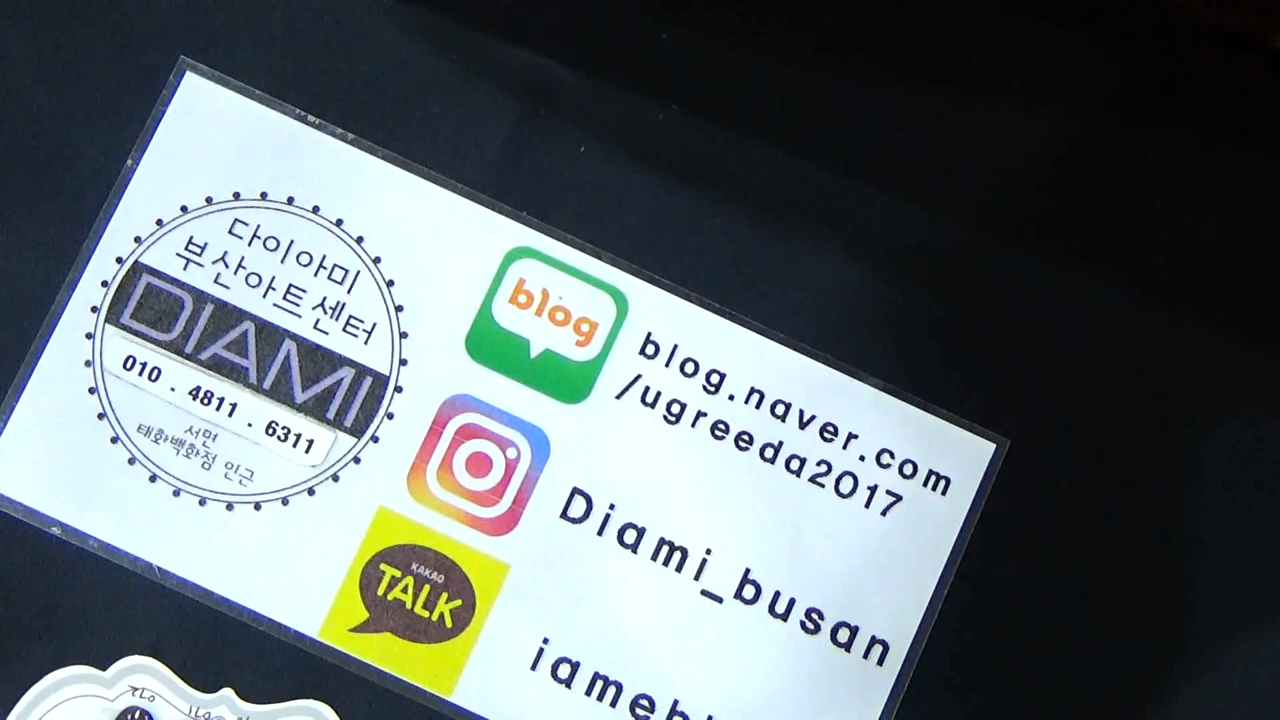 다이아미
부산아트센터
DIAMI
010 . 4811 . 6311
서면
태화백화점 인근
blog
blog.naver.com
/ugreeda2017
Diami_busan
KAKAO
TALK